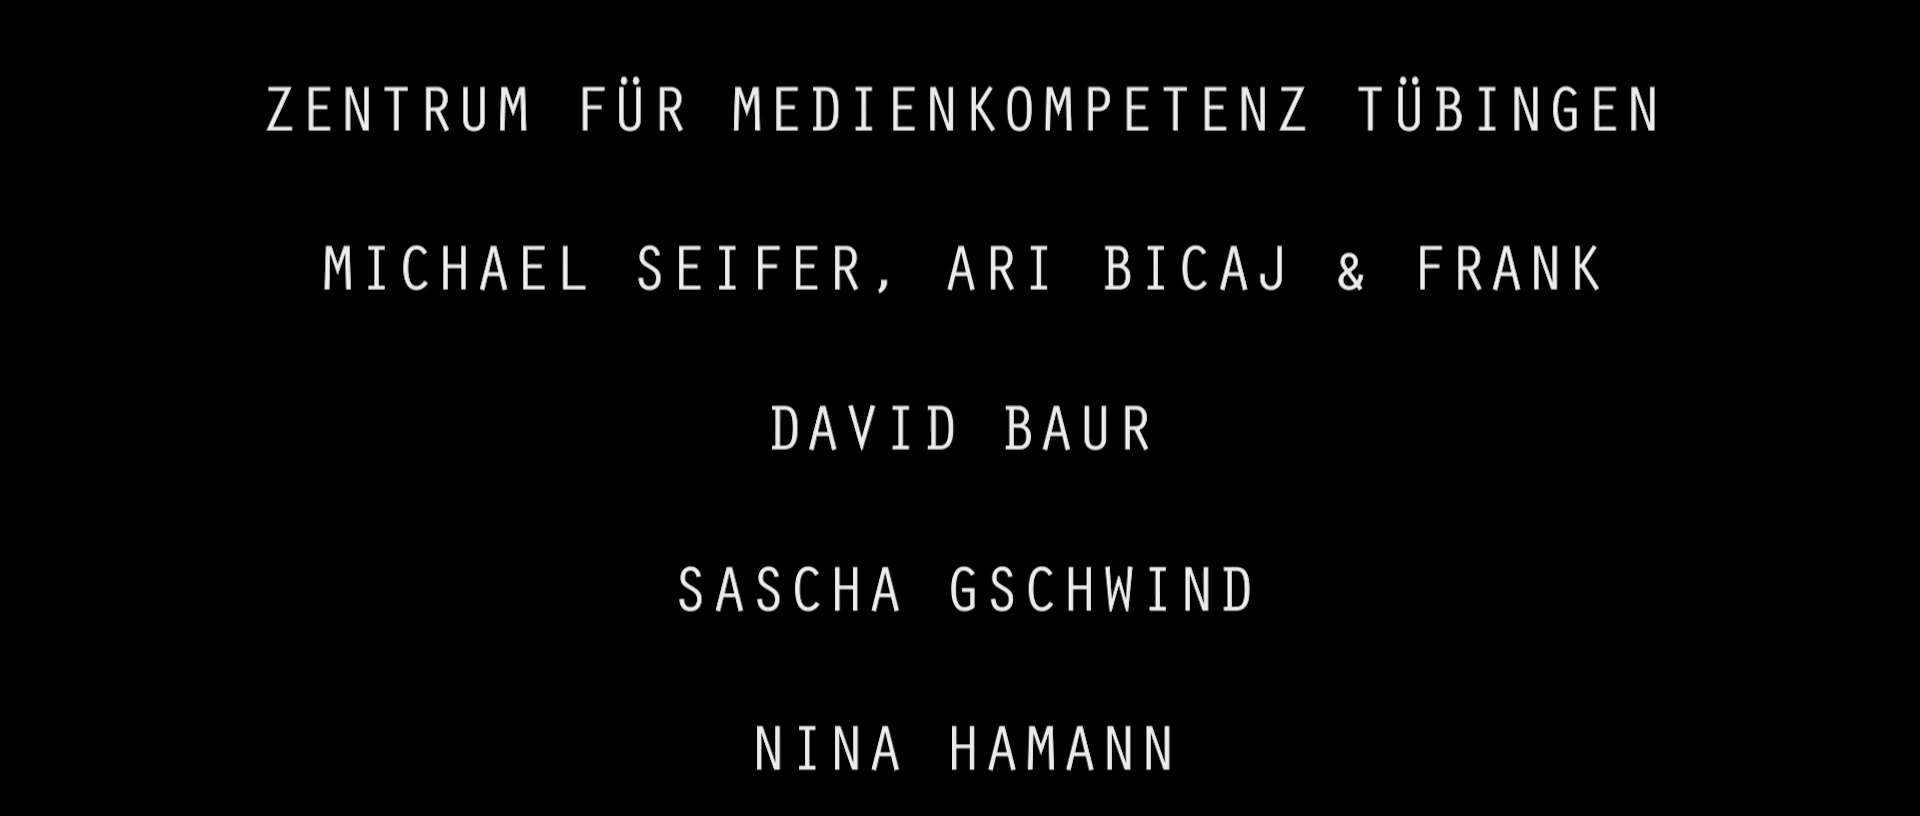 ZENTRUM FÜR MEDIENKOMPETENZ TÜBINGEN
MICHAEL SEIFER, ARI BICAJ & FRANK
DAVID BAUR
SASCHA GSCHWIND
NINA HAMANN